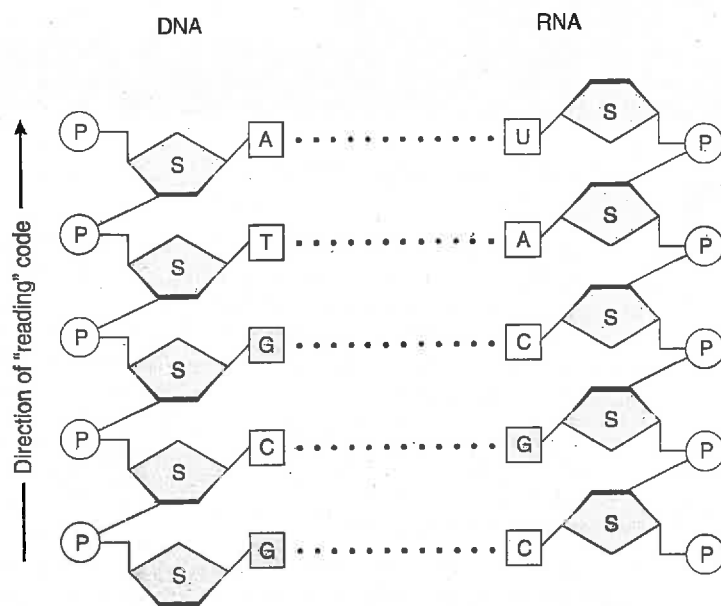 DNA RNA
P S A U S P
P S T A S P
P S G C S P
P S C G S P
P S G C S P
Direction of "reading" code